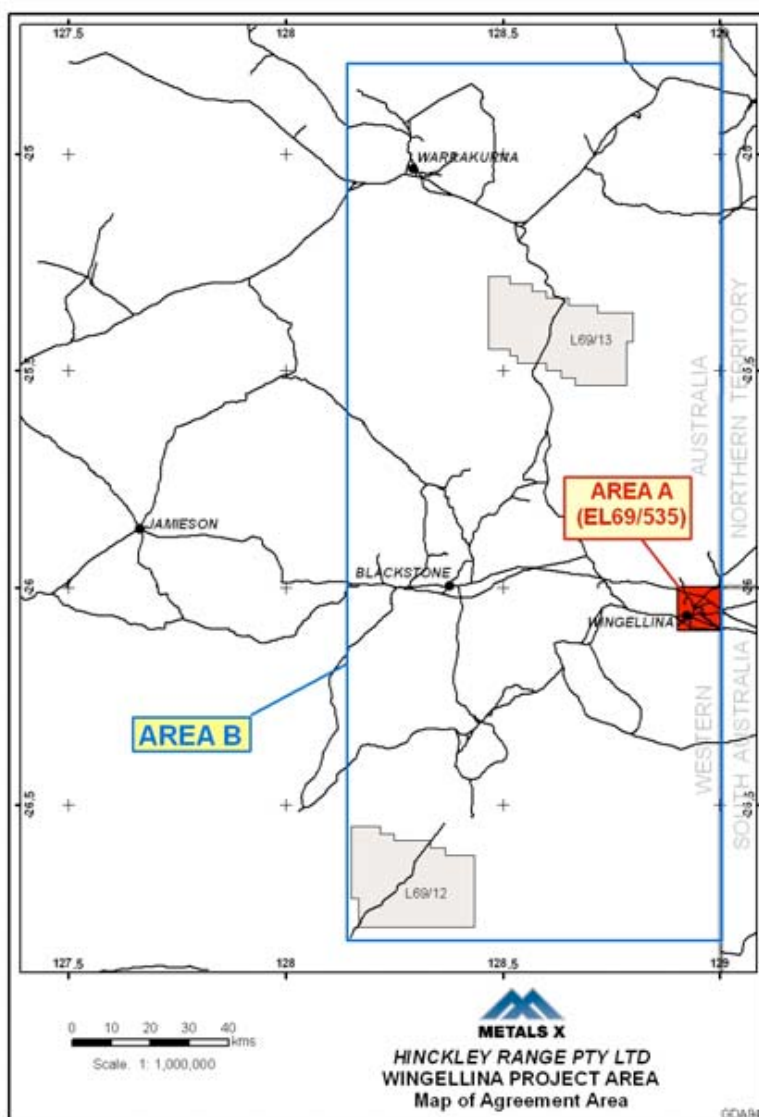 127.5 128 128.5 129
-25
-25
WARRAKURNA
L69/13
-25.5
-25.5
AUSTRALIA
NORTHERN TERRITORY
AREA A
(EL69/535)
JAMIESON
BLACKSTONE
-26
-26
WINGELLINA
AREA B
WESTERN
SOUTH AUSTRALIA
-26.5
-26.5
L69/12
127.5 128 128.5 129
0 10 20 30 40
kms
Scale. 1: 1,000,000
METALS X
HINCKLEY RANGE PTY LTD
WINGELLINA PROJECT AREA
Map of Agreement Area
GDA94